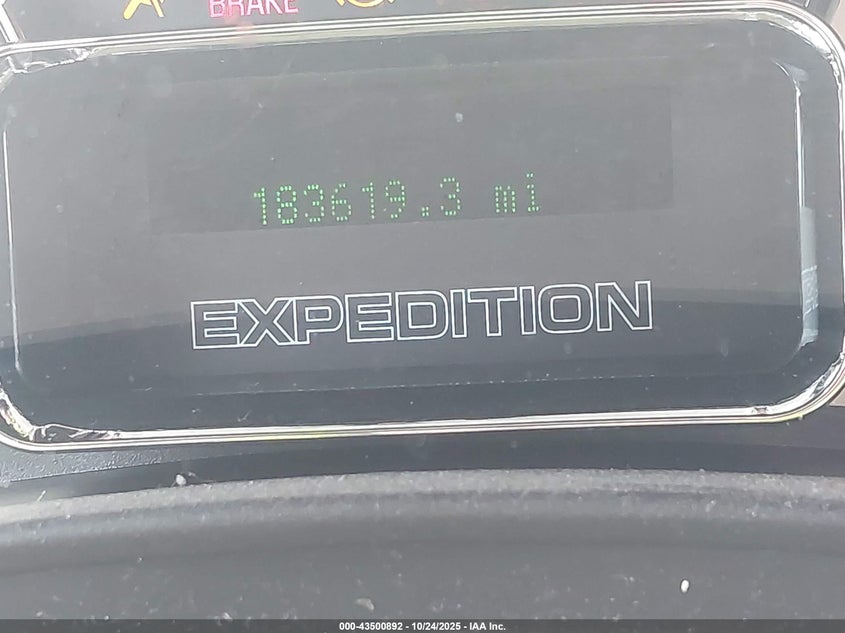 BRAKE
183619.3 mi
EXPEDITION
000-43500892 - 10/24/2025 - IAA Inc.